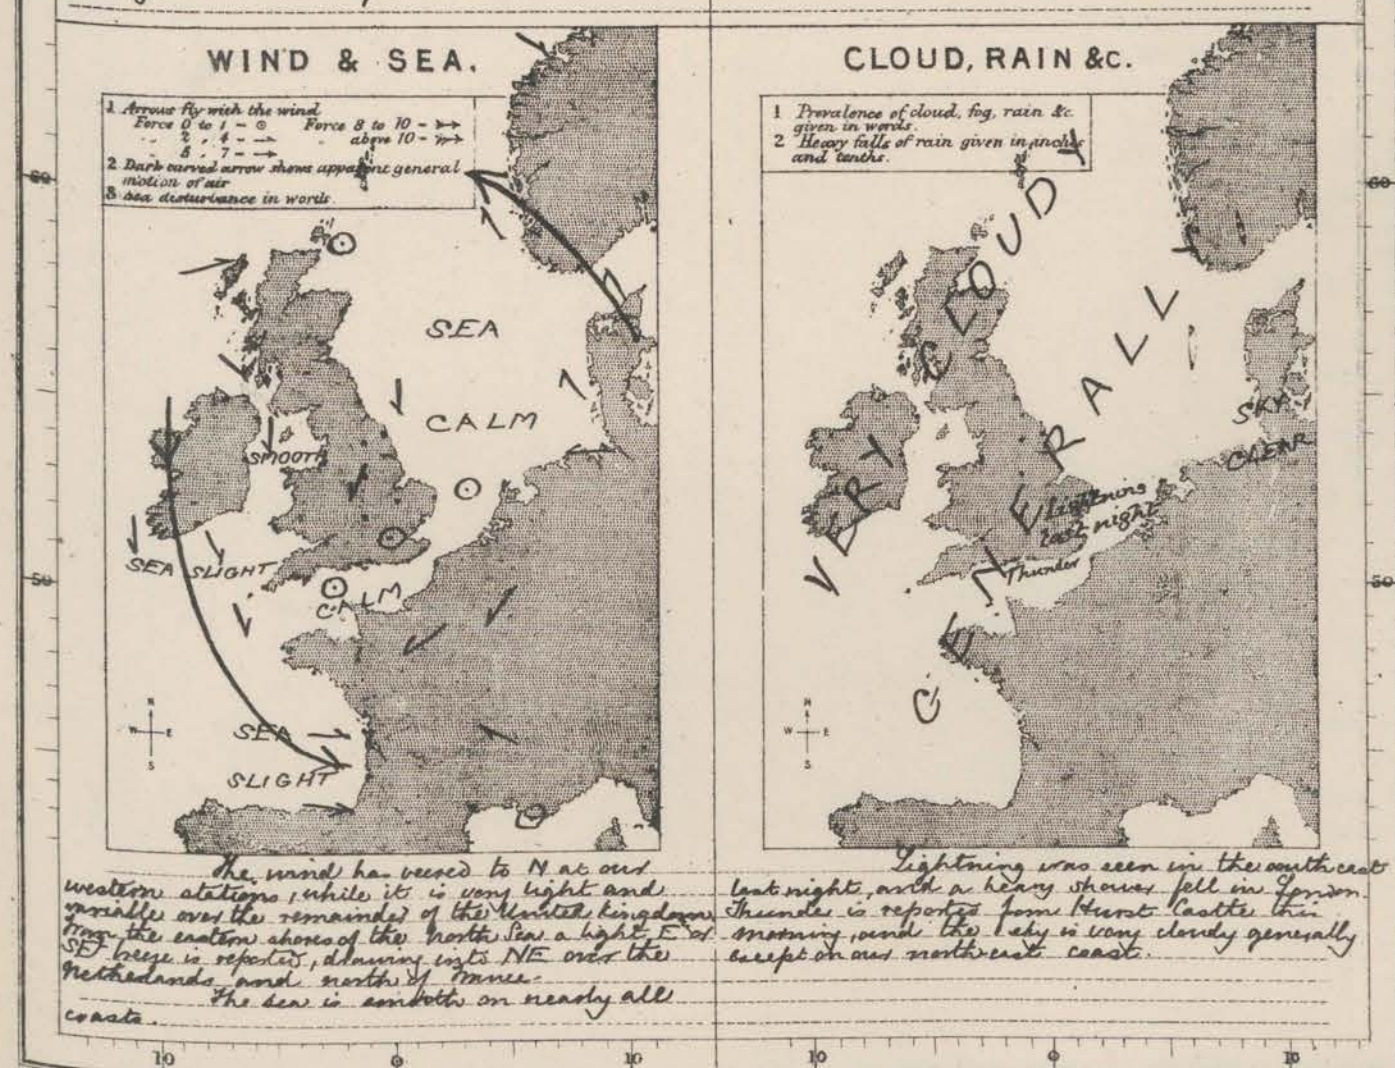 WIND & SEA.
1 Arrows fly with the wind
Force 0 to 1 - ⊙ Force 8 to 10 - →→
" 2 , 4 - → " above 10 -
" 5 , 7 - →
2 Dark curved arrow shows apparent general
motion of air
3 Sea disturbance in words.
60
SEA
CALM
SMOOTH
SEA SLIGHT
50
CALM
N
W E
S
SEA
SLIGHT
The wind has veered to N at our
western stations, while it is very light and
variable over the remainder of the United Kingdom.
From the eastern shores of the North Sea a light E or
SE breeze is reported, drawing into NE over the
Netherlands and north of France.
The sea is smooth on nearly all
coasts.
10 0 10
CLOUD, RAIN &c.
1 Prevalence of cloud, fog, rain &c.
given in words.
2 Heavy falls of rain given in inches
and tenths.
60
VERY CLOUDY
GENERALLY
SKY
CLEAR
Lightning
last night
Thunder
50
N
W E
S
Lightning was seen in the south east
last night, and a heavy shower fell in London.
Thunder is reported from Hurst Castle this
morning, and the sky is very cloudy generally
except on our north east coast.
10 0 10